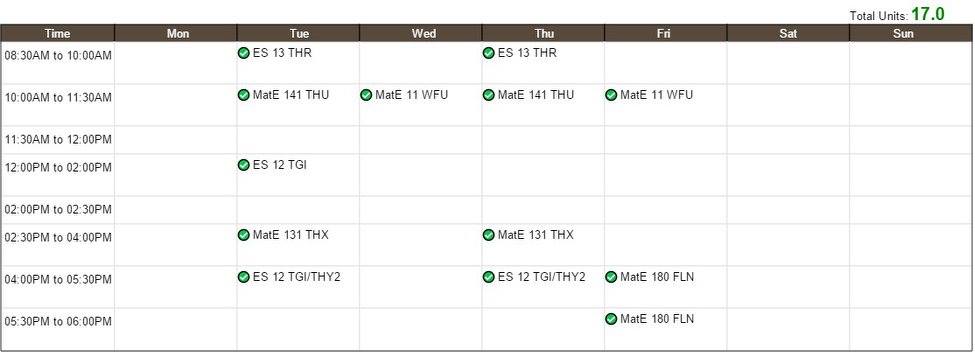 Total Units: 17.0
Time Mon Tue Wed Thu Fri Sat Sun
08:30AM to 10:00AM ES 13 THR ES 13 THR
10:00AM to 11:30AM MatE 141 THU MatE 11 WFU MatE 141 THU MatE 11 WFU
11:30AM to 12:00PM
12:00PM to 02:00PM ES 12 TGI
02:00PM to 02:30PM
02:30PM to 04:00PM MatE 131 THX MatE 131 THX
04:00PM to 05:30PM ES 12 TGI/THY2 ES 12 TGI/THY2 MatE 180 FLN
05:30PM to 06:00PM MatE 180 FLN